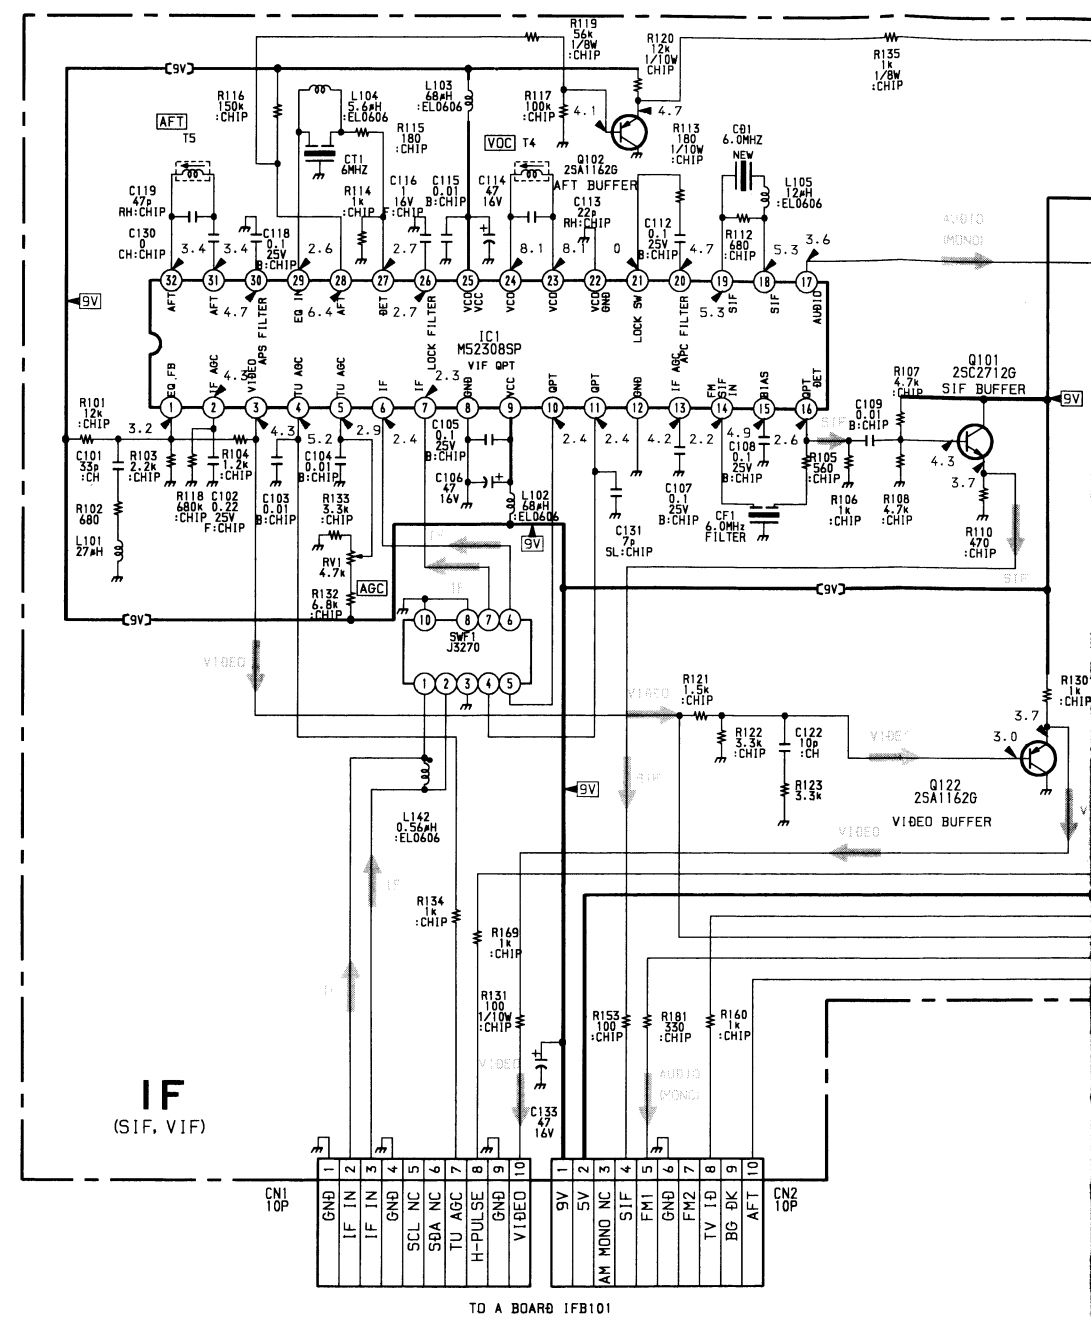 R119
56k
1/8W
:CHIP
R120
12k
1/10W
CHIP
R135
1k
1/8W
:CHIP
[9V]
R116
150k
:CHIP
L104
5.6µH
:EL0606
L103
68µH
:EL0606
R117
100k
:CHIP
4.1
4.7
AFT
T5
R115
180
:CHIP
CT1
6MHZ
VOC
T4
Q102
2SA1162G
AFT BUFFER
R113
180
1/10W
:CHIP
CD1
6.0MHZ
NEW
C119
47p
RH:CHIP
C130
0
CH:CHIP
R114
1k
:CHIP
C116
1
16V
F:CHIP
C115
0.01
B:CHIP
C114
47
16V
C113
22p
RH:CHIP
L105
12µH
:EL0606
C118
0.1
25V
B:CHIP
C112
0.1
25V
B:CHIP
R112
680
:CHIP
AUDIO
(MONO)
3.4
3.4
2.6
2.7
8.1
8.1
0
4.7
5.3
3.6
32 31 30 29 28 27 26 25 24 23 22 21 20 19 18 17
9V
AFT
AFT
4.7
APS FILTER
EQ IN
6.4
AFT
DET
2.7
LOCK FILTER
VCO
VCC
VCO
VCO
VCO
GND
LOCK SW
APC FILTER
5.3
SIF
SIF
AUDIO
IC1
M52308SP
VIF QPT
EQ.FB
IF AGC
4.3
VIDEO
TU AGC
TU AGC
IF
IF
2.3
GND
VCC
QPT
QPT
GND
IF AGC
FM
SIF
IN
BIAS
QPT
DET
1 2 3 4 5 6 7 8 9 10 11 12 13 14 15 16
Q101
2SC2712G
SIF BUFFER
9V
R107
4.7k
:CHIP
R101
12k
:CHIP
3.2
4.3
5.2
2.9
2.4
2.4
2.4
4.2
2.2
4.9
2.6
SIF
C109
0.01
B:CHIP
4.3
3.7
C101
33p
:CH
R103
2.2k
:CHIP
R104
1.2k
:CHIP
C104
0.01
B:CHIP
C105
0.1
25V
B:CHIP
C106
47
16V
C108
0.1
25V
B:CHIP
R105
560
:CHIP
R102
680
R118
680k
:CHIP
C102
0.22
25V
F:CHIP
C103
0.01
B:CHIP
R133
3.3k
:CHIP
L102
68µH
:EL0606
C107
0.1
25V
B:CHIP
CF1
6.0MHz
FILTER
R106
1k
:CHIP
R108
4.7k
:CHIP
R110
470
:CHIP
L101
27µH
RV1
4.7k
9V
C131
7p
SL:CHIP
SIF
AGC
R132
6.8k
:CHIP
IF
[9V]
[9V]
10 8 7 6
SWF1
J3270
1 2 3 4 5
VIDEO
VIDEO
R121
1.5k
:CHIP
R130
1k
:CHIP
R122
3.3k
:CHIP
C122
10p
:CH
VIDEO
3.7
3.0
R123
3.3k
SIF
9V
Q122
2SA1162G
VIDEO BUFFER
L142
0.56µH
:EL0606
VIDEO
V
IF
R134
1k
:CHIP
R169
1k
:CHIP
IF
R131
100
1/10W
:CHIP
R153
100
:CHIP
R181
330
:CHIP
R160
1k
:CHIP
VIDEO
AUDIO
(MONO)
IF
(SIF, VIF)
C133
47
16V
CN1
10P
1 GND
2 IF IN
3 IF IN
4 GND
5 SCL NC
6 SDA NC
7 TU AGC
8 H-PULSE
9 GND
10 VIDEO
1 9V
2 5V
3 AM MONO NC
4 SIF
5 FM1
6 GND
7 FM2
8 TV ID
9 BG DK
10 AFT
CN2
10P
TO A BOARD IFB101